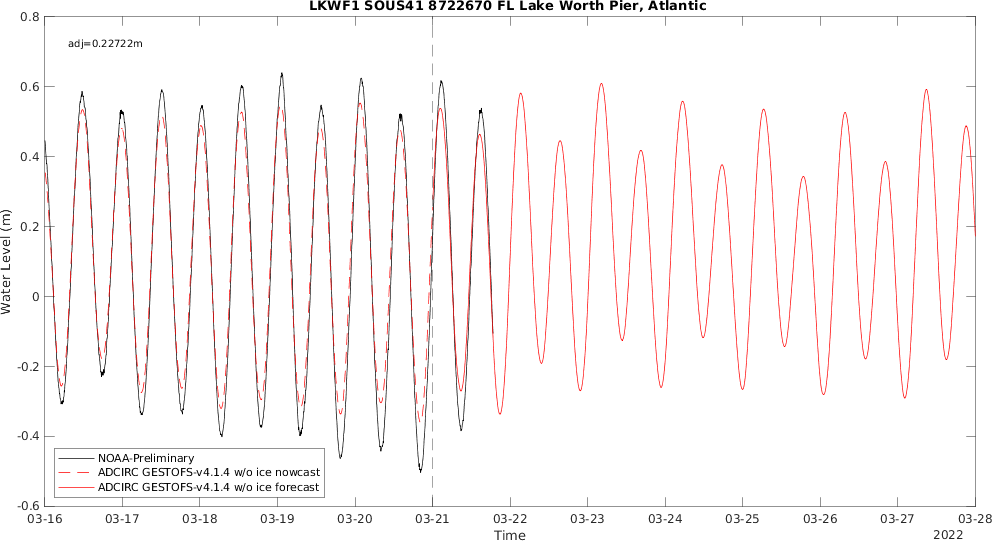 LKWF1 SOUS41 8722670 FL Lake Worth Pier, Atlantic
0.8
adj=0.22722m
0.6
0.4
0.2
0
-0.2
-0.4
-0.6
Water Level (m)
NOAA-Preliminary
ADCIRC GESTOFS-v4.1.4 w/o ice nowcast
ADCIRC GESTOFS-v4.1.4 w/o ice forecast
03-16 03-17 03-18 03-19 03-20 03-21 03-22 03-23 03-24 03-25 03-26 03-27 03-28
Time
2022